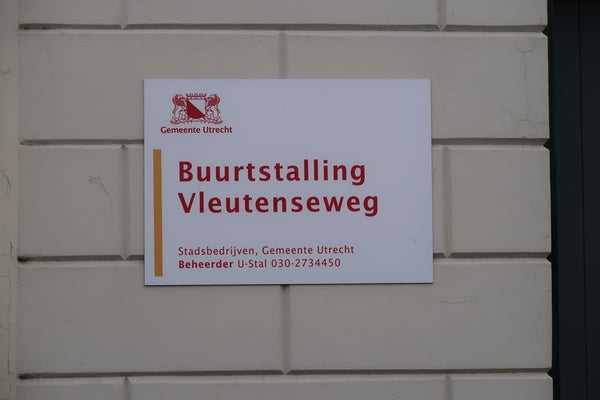 Gemeente Utrecht
Buurtstalling
Vleutenseweg
Stadsbedrijven, Gemeente Utrecht
Beheerder U-Stal 030-2734450